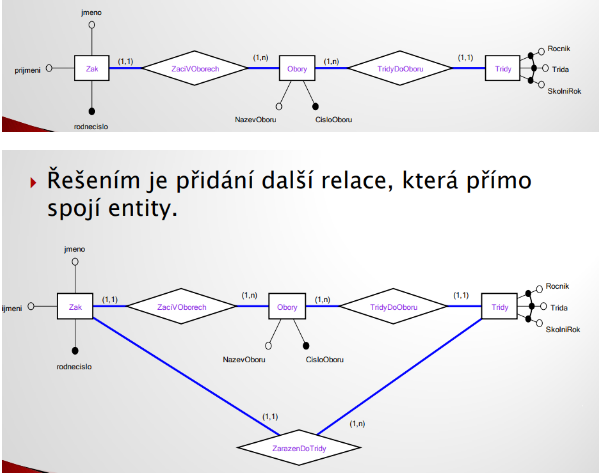 jmeno
prijmeni
Zak
(1,1)
ZaciVOborech
(1,n)
Obory
(1,n)
TridyDoOboru
(1,1)
Tridy
Rocnik
Trida
SkolniRok
rodnecislo
NazevOboru
CisloOboru
Řešením je přidání další relace, která přímo
spojí entity.
jmeno
ijmeni
Zak
(1,1)
ZaciVOborech
(1,n)
Obory
(1,n)
TridyDoOboru
(1,1)
Tridy
Rocnik
Trida
SkolniRok
rodnecislo
NazevOboru
CisloOboru
(1,1)
(1,n)
ZarazenDoTridy